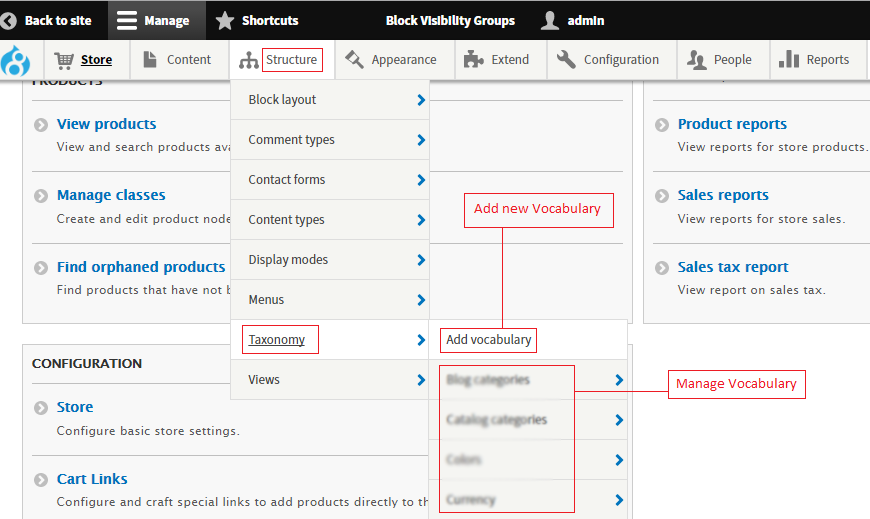 Back to site Manage Shortcuts Block Visibility Groups admin
Store Content Structure Appearance Extend Configuration People Reports
PRODUCTS
View products
View and search products ava
Manage classes
Create and edit product node
Find orphaned products
Find products that have not b
Block layout
Comment types
Contact forms
Content types
Display modes
Menus
Taxonomy
Views
Add new Vocabulary
Add vocabulary
Blog categories
Catalog categories
Colors
Currency
Manage Vocabulary
Product reports
View reports for store products.
Sales reports
View reports for store sales.
Sales tax report
View report on sales tax.
CONFIGURATION
Store
Configure basic store settings.
Cart Links
Configure and craft special links to add products directly to th